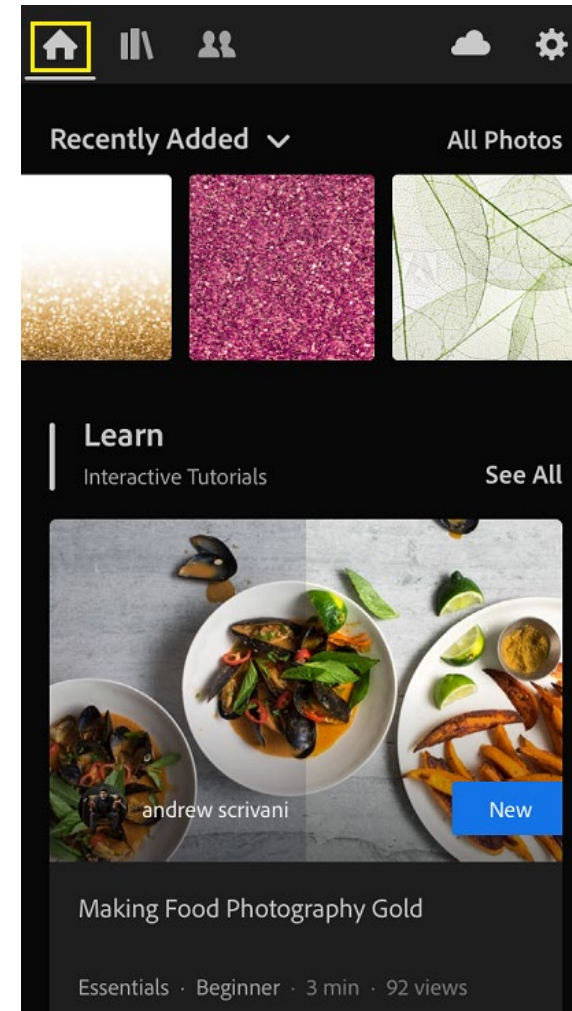 Recently Added
All Photos
Learn
Interactive Tutorials
See All
andrew scrivani
New
Making Food Photography Gold
Essentials · Beginner · 3 min · 92 views